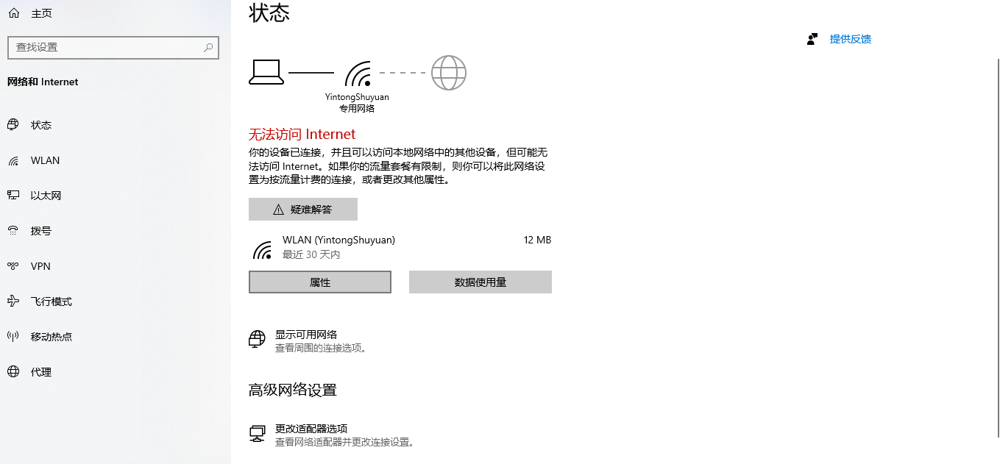 主页
查找设置
网络和 Internet
状态
WLAN
以太网
拨号
VPN
飞行模式
移动热点
代理
状态
YintongShuyuan
专用网络
无法访问 Internet
你的设备已连接，并且可以访问本地网络中的其他设备，但可能无
法访问 Internet。如果你的流量套餐有限制，则你可以将此网络设
置为按流量计费的连接，或者更改其他属性。
疑难解答
WLAN (YintongShuyuan) 12 MB
最近 30 天内
属性 数据使用量
显示可用网络
查看周围的连接选项。
高级网络设置
更改适配器选项
查看网络适配器并更改连接设置。
提供反馈